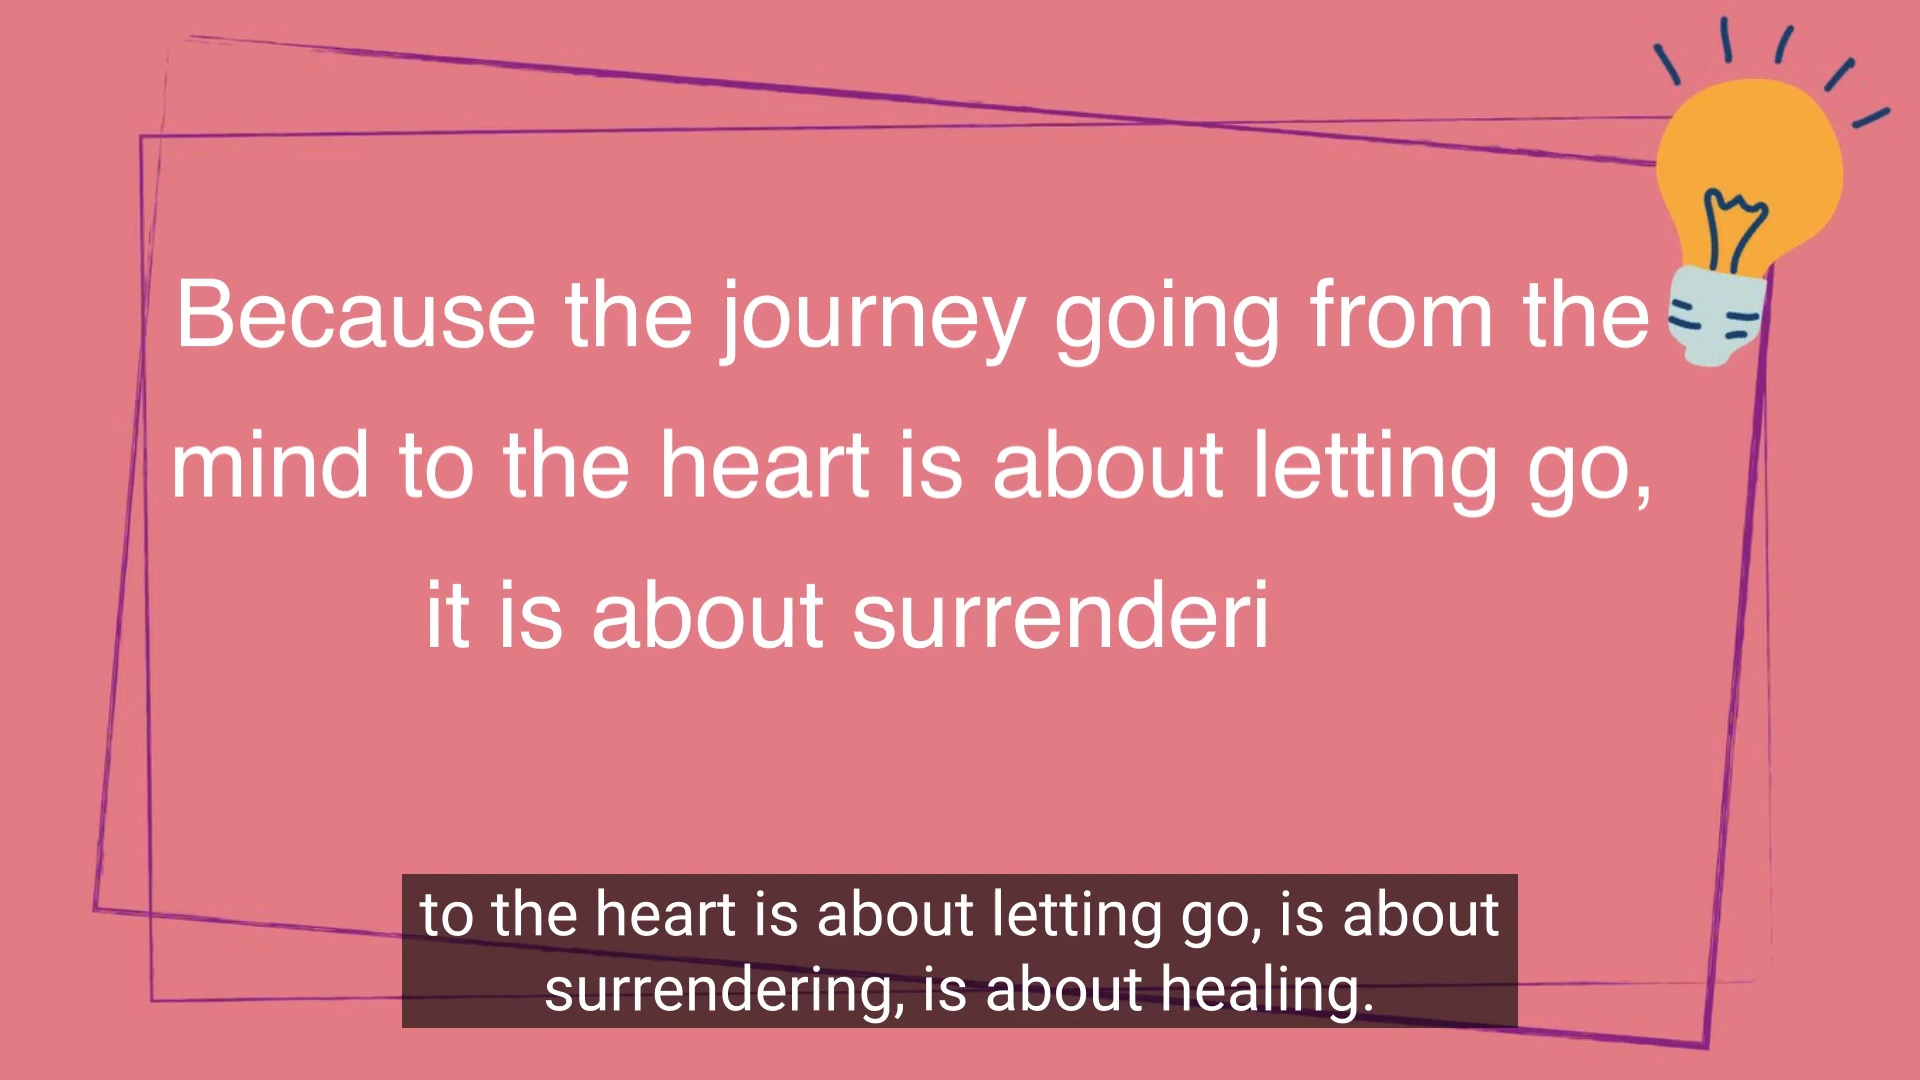 Because the journey going from the
mind to the heart is about letting go,
it is about surrenderi
to the heart is about letting go, is about
surrendering, is about healing.